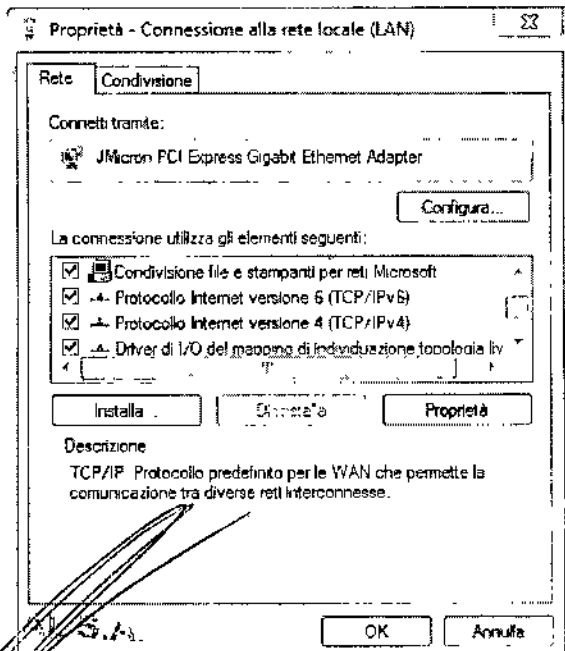 Proprietà - Connessione alla rete locale (LAN)
Rete
Condivisione
Connetti tramite:
JMicron PCI Express Gigabit Ethernet Adapter
Configura...
La connessione utilizza gli elementi seguenti:
Condivisione file e stampanti per reti Microsoft
Protocollo Internet versione 6 (TCP/IPv6)
Protocollo Internet versione 4 (TCP/IPv4)
Driver di I/O del mapping di individuazione topologia liv
Installa...
Disinstalla
Proprietà
Descrizione
TCP/IP. Protocollo predefinito per le WAN che permette la
comunicazione tra diverse reti interconnesse.
OK
Annulla